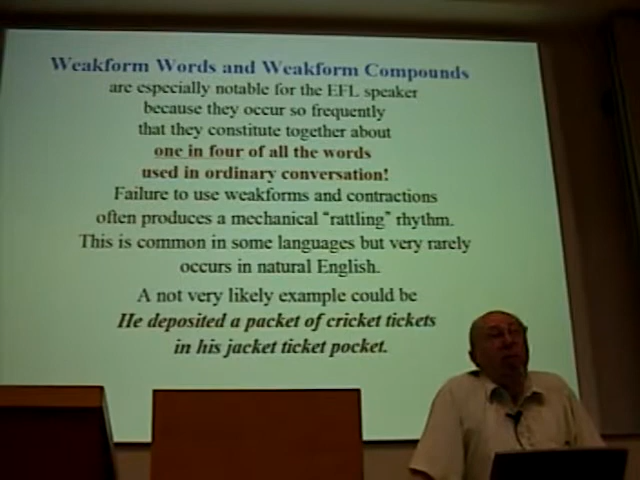 Weakform Words and Weakform Compounds
are especially notable for the EFL speaker
because they occur so frequently
that they constitute together about
one in four of all the words
used in ordinary conversation!
Failure to use weakforms and contractions
often produces a mechanical “rattling” rhythm.
This is common in some languages but very rarely
occurs in natural English.
A not very likely example could be
He deposited a packet of cricket tickets
in his jacket ticket pocket.